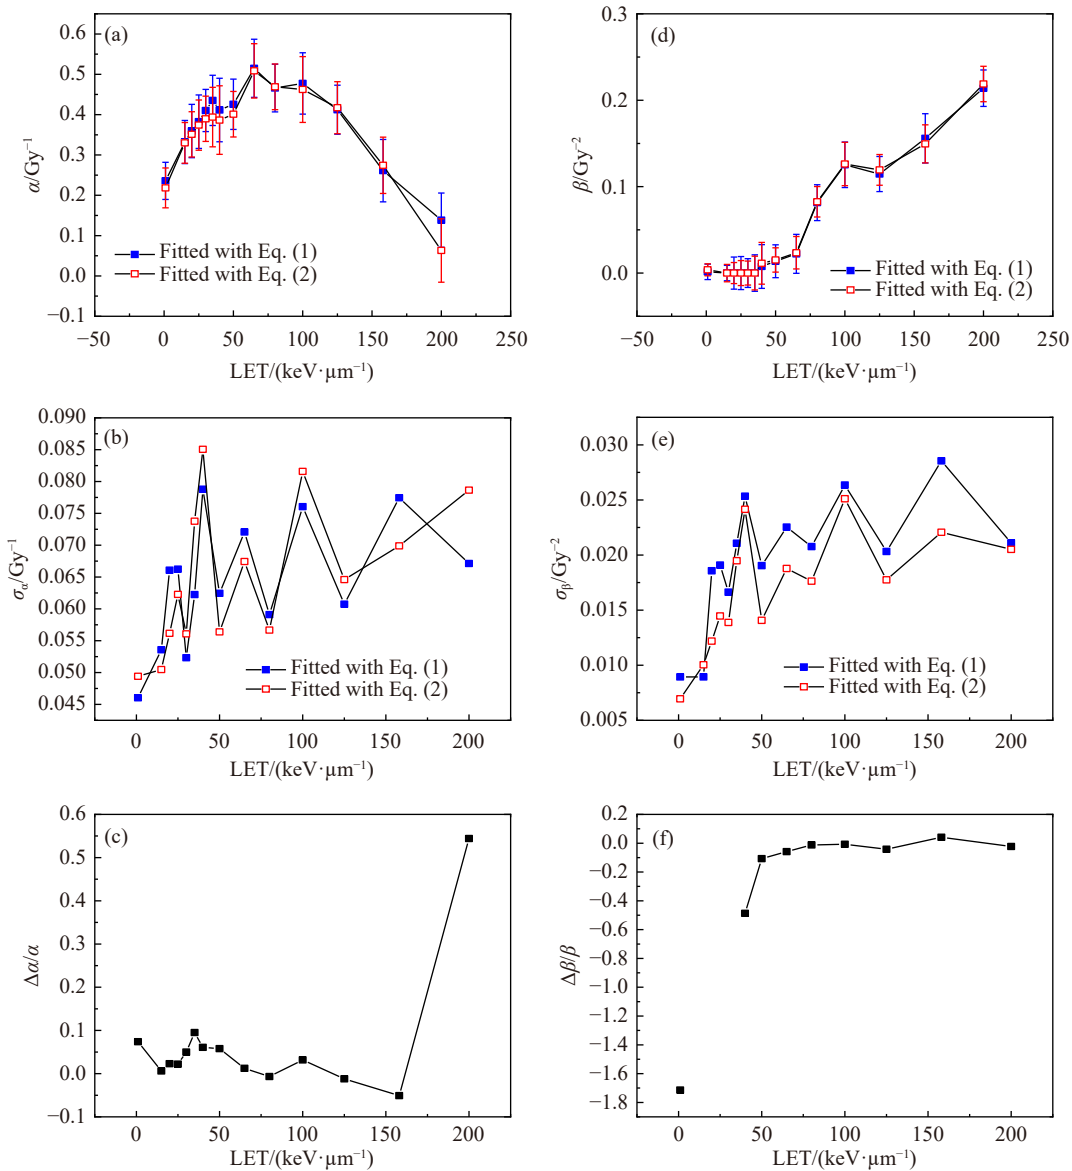 (a)
0.6
0.5
0.4
0.3
0.2
0.1
0.0
−0.1
α/Gy⁻¹
Fitted with Eq. (1)
Fitted with Eq. (2)
−50 0 50 100 150 200 250
LET/(keV·μm⁻¹)
(d)
0.3
0.2
0.1
0.0
β/Gy⁻²
Fitted with Eq. (1)
Fitted with Eq. (2)
−50 0 50 100 150 200 250
LET/(keV·μm⁻¹)
(b)
0.090
0.085
0.080
0.075
0.070
0.065
0.060
0.055
0.050
0.045
σα/Gy⁻¹
Fitted with Eq. (1)
Fitted with Eq. (2)
0 50 100 150 200
LET/(keV·μm⁻¹)
(e)
0.030
0.025
0.020
0.015
0.010
0.005
σβ/Gy⁻²
Fitted with Eq. (1)
Fitted with Eq. (2)
0 50 100 150 200
LET/(keV·μm⁻¹)
(c)
0.6
0.5
0.4
0.3
0.2
0.1
0.0
−0.1
Δα/α
0 50 100 150 200
LET/(keV·μm⁻¹)
(f)
0.2
0.0
−0.2
−0.4
−0.6
−0.8
−1.0
−1.2
−1.4
−1.6
−1.8
Δβ/β
0 50 100 150 200
LET/(keV·μm⁻¹)